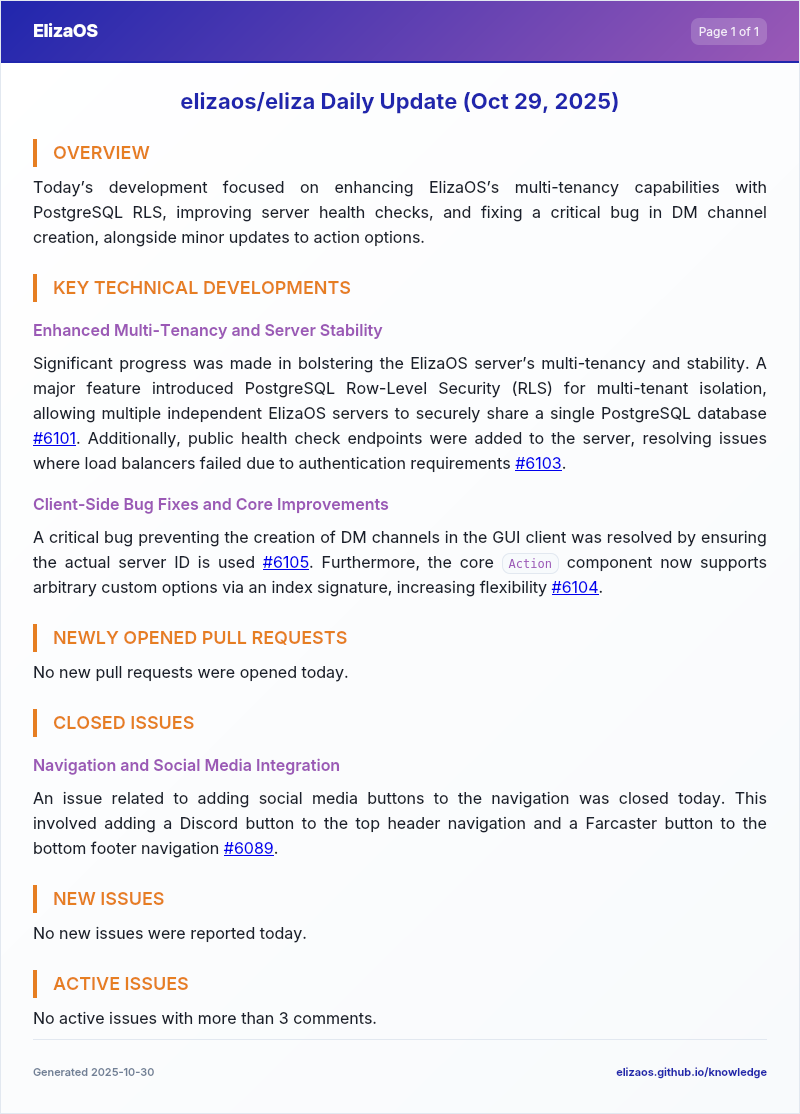 ElizaOS
Page 1 of 1
elizaos/eliza Daily Update (Oct 29, 2025)
OVERVIEW
Today’s development focused on enhancing ElizaOS’s multi-tenancy capabilities with
PostgreSQL RLS, improving server health checks, and fixing a critical bug in DM channel
creation, alongside minor updates to action options.
KEY TECHNICAL DEVELOPMENTS
Enhanced Multi-Tenancy and Server Stability
Significant progress was made in bolstering the ElizaOS server’s multi-tenancy and stability. A
major feature introduced PostgreSQL Row-Level Security (RLS) for multi-tenant isolation,
allowing multiple independent ElizaOS servers to securely share a single PostgreSQL database
#6101. Additionally, public health check endpoints were added to the server, resolving issues
where load balancers failed due to authentication requirements #6103.
Client-Side Bug Fixes and Core Improvements
A critical bug preventing the creation of DM channels in the GUI client was resolved by ensuring
the actual server ID is used #6105. Furthermore, the core Action component now supports
arbitrary custom options via an index signature, increasing flexibility #6104.
NEWLY OPENED PULL REQUESTS
No new pull requests were opened today.
CLOSED ISSUES
Navigation and Social Media Integration
An issue related to adding social media buttons to the navigation was closed today. This
involved adding a Discord button to the top header navigation and a Farcaster button to the
bottom footer navigation #6089.
NEW ISSUES
No new issues were reported today.
ACTIVE ISSUES
No active issues with more than 3 comments.
Generated 2025-10-30
elizaos.github.io/knowledge